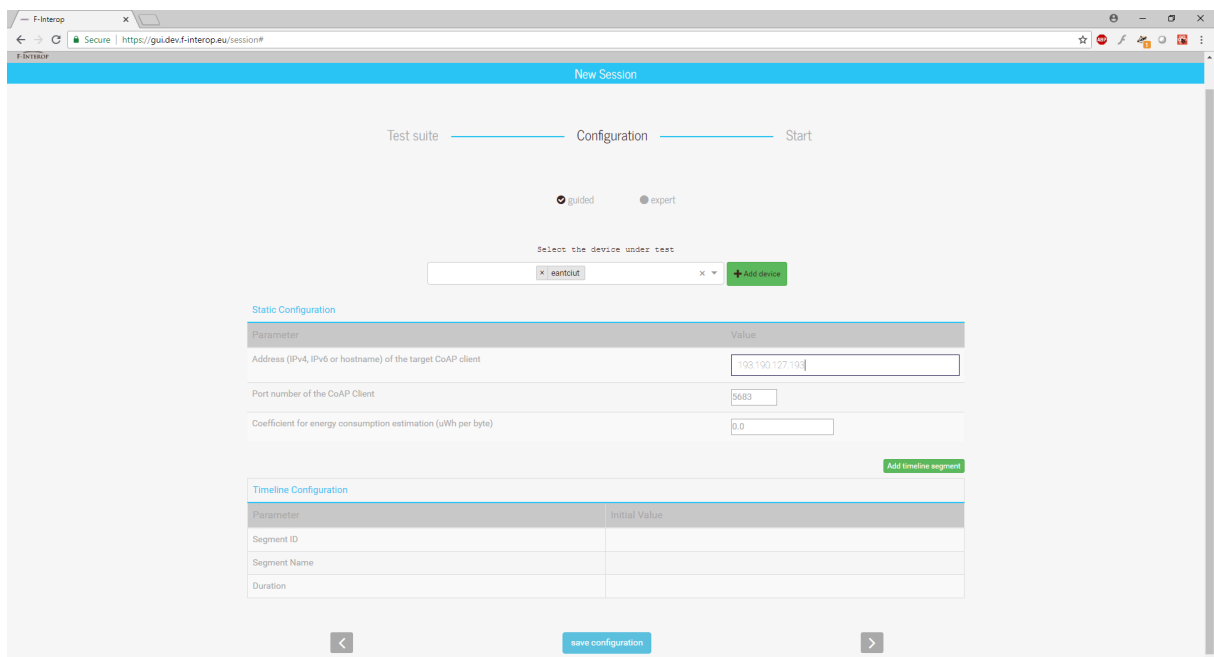 F-Interop
Secure | https://gui.dev.f-interop.eu/session#
F-INTEROP
New Session
Test suite Configuration Start
guided expert
Select the device under test
× eantciut × + Add device
Static Configuration
Parameter Value
Address (IPv4, IPv6 or hostname) of the target CoAP client 193.190.127.193
Port number of the CoAP Client 5683
Coefficient for energy consumption estimation (uWh per byte) 0.0
Add timeline segment
Timeline Configuration
Parameter Initial Value
Segment ID
Segment Name
Duration
< save configuration >